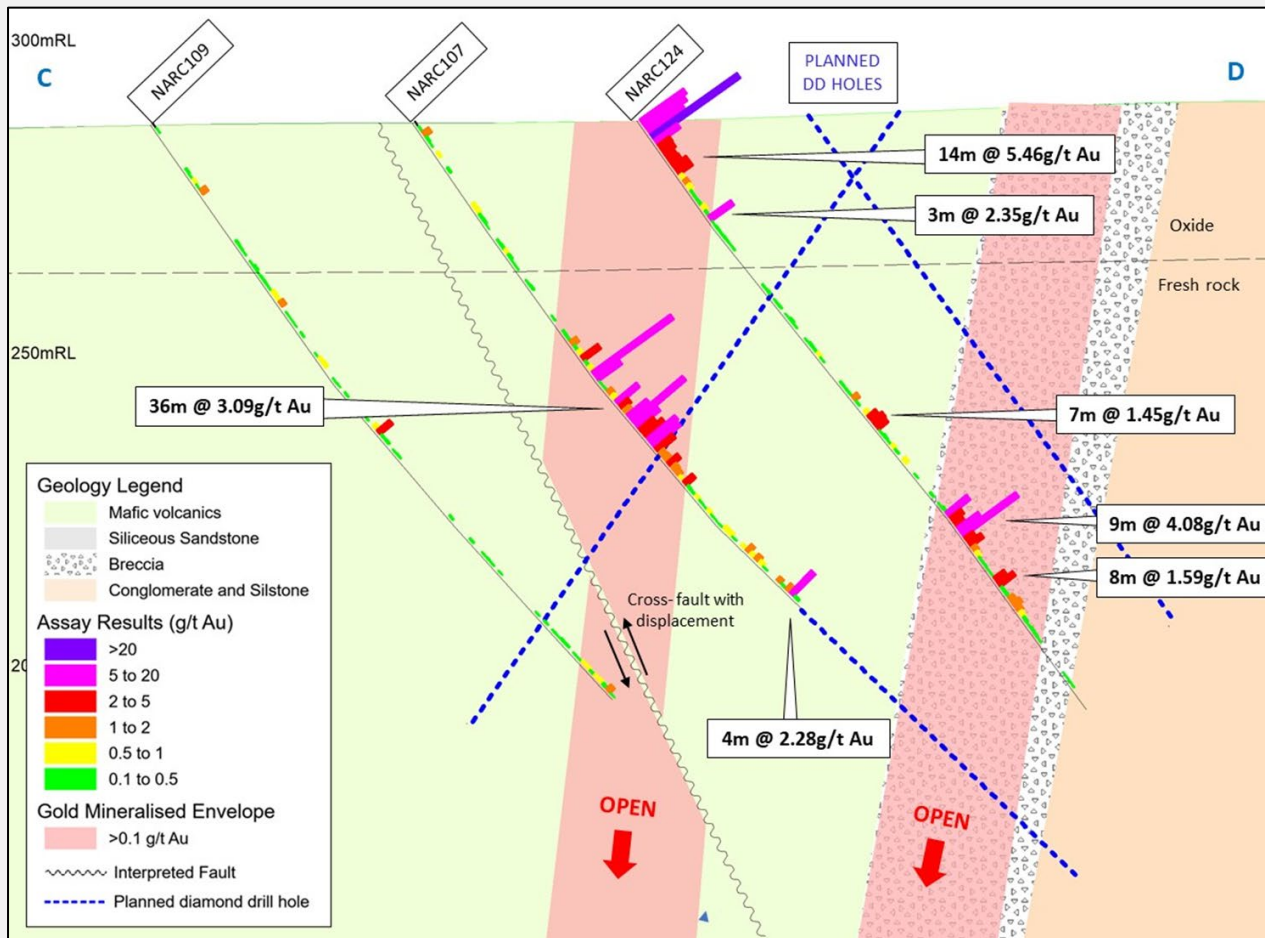 300mRL
C
NARC109
NARC107
NARC124
PLANNED
DD HOLES
D
14m @ 5.46g/t Au
3m @ 2.35g/t Au
Oxide
Fresh rock
250mRL
36m @ 3.09g/t Au
7m @ 1.45g/t Au
9m @ 4.08g/t Au
8m @ 1.59g/t Au
Cross-fault with
displacement
20
4m @ 2.28g/t Au
OPEN
OPEN
Geology Legend
Mafic volcanics
Siliceous Sandstone
Breccia
Conglomerate and Silstone
Assay Results (g/t Au)
>20
5 to 20
2 to 5
1 to 2
0.5 to 1
0.1 to 0.5
Gold Mineralised Envelope
>0.1 g/t Au
Interpreted Fault
Planned diamond drill hole